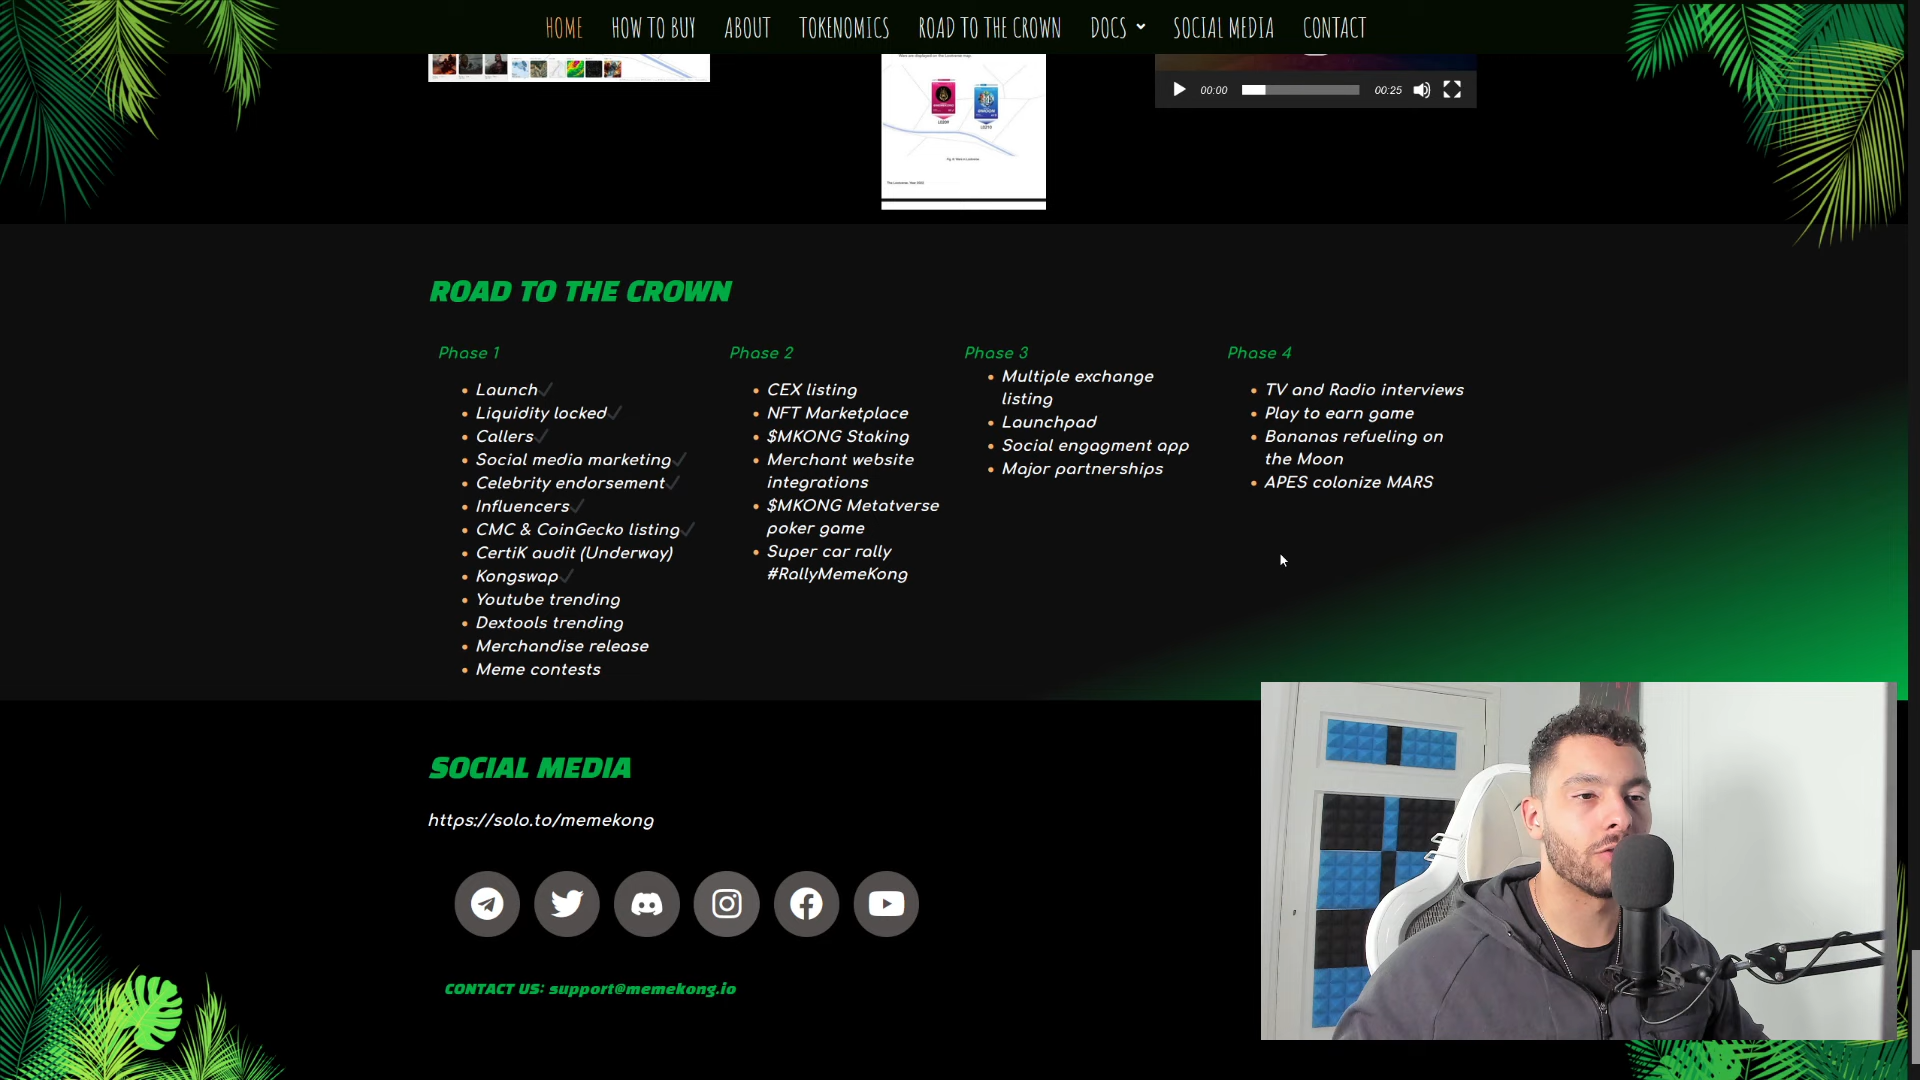 HOME HOW TO BUY ABOUT TOKENOMICS ROAD TO THE CROWN DOCS SOCIAL MEDIA CONTACT
00:00 00:25
ROAD TO THE CROWN
Phase 1
Launch✓
Liquidity locked✓
Callers✓
Social media marketing✓
Celebrity endorsement✓
Influencers✓
CMC & CoinGecko listing✓
CertiK audit (Underway)
Kongswap✓
Youtube trending
Dextools trending
Merchandise release
Meme contests
Phase 2
CEX listing
NFT Marketplace
$MKONG Staking
Merchant website
integrations
$MKONG Metatverse
poker game
Super car rally
#RallyMemeKong
Phase 3
Multiple exchange
listing
Launchpad
Social engagment app
Major partnerships
Phase 4
TV and Radio interviews
Play to earn game
Bananas refueling on
the Moon
APES colonize MARS
SOCIAL MEDIA
https://solo.to/memekong
CONTACT US: support@memekong.io